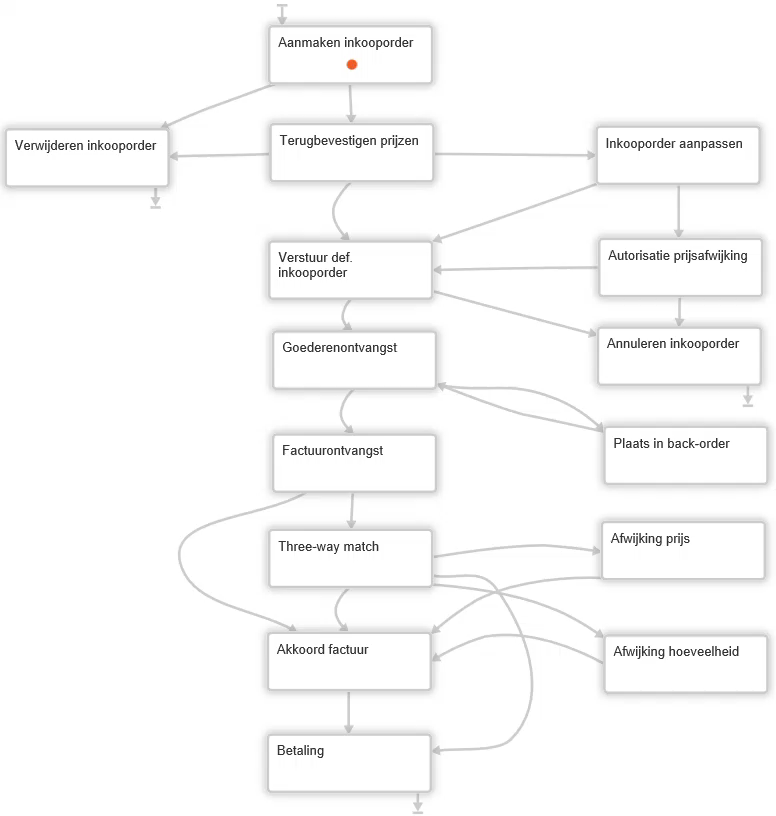 Aanmaken inkooporder
Verwijderen inkooporder
Terugbevestigen prijzen
Inkooporder aanpassen
Verstuur def.
inkooporder
Autorisatie prijsafwijking
Goederenontvangst
Annuleren inkooporder
Factuurontvangst
Plaats in back-order
Three-way match
Afwijking prijs
Akkoord factuur
Afwijking hoeveelheid
Betaling